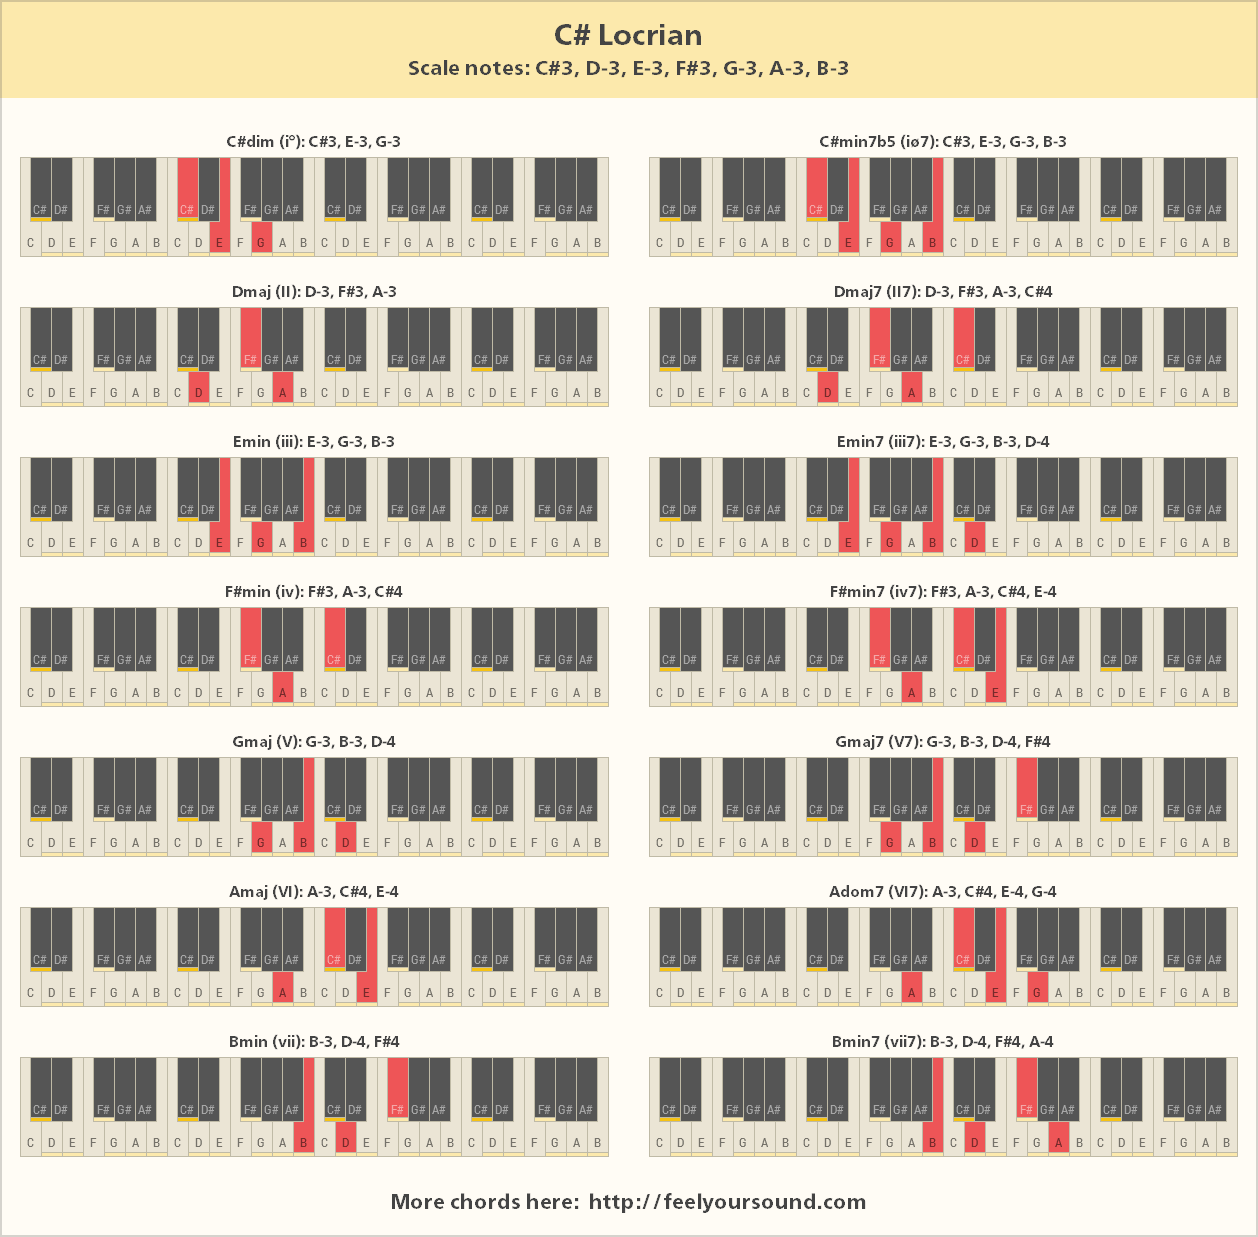 C# Locrian
Scale notes: C#3, D-3, E-3, F#3, G-3, A-3, B-3
C#dim (i°): C#3, E-3, G-3
C# D# F# G# A# C# D# F# G# A# C# D# F# G# A# C# D# F# G# A#
C D E F G A B C D E F G A B C D E F G A B C D E F G A B
C#min7b5 (iø7): C#3, E-3, G-3, B-3
C# D# F# G# A# C# D# F# G# A# C# D# F# G# A# C# D# F# G# A#
C D E F G A B C D E F G A B C D E F G A B C D E F G A B
Dmaj (II): D-3, F#3, A-3
C# D# F# G# A# C# D# F# G# A# C# D# F# G# A# C# D# F# G# A#
C D E F G A B C D E F G A B C D E F G A B C D E F G A B
Dmaj7 (II7): D-3, F#3, A-3, C#4
C# D# F# G# A# C# D# F# G# A# C# D# F# G# A# C# D# F# G# A#
C D E F G A B C D E F G A B C D E F G A B C D E F G A B
Emin (iii): E-3, G-3, B-3
C# D# F# G# A# C# D# F# G# A# C# D# F# G# A# C# D# F# G# A#
C D E F G A B C D E F G A B C D E F G A B C D E F G A B
Emin7 (iii7): E-3, G-3, B-3, D-4
C# D# F# G# A# C# D# F# G# A# C# D# F# G# A# C# D# F# G# A#
C D E F G A B C D E F G A B C D E F G A B C D E F G A B
F#min (iv): F#3, A-3, C#4
C# D# F# G# A# C# D# F# G# A# C# D# F# G# A# C# D# F# G# A#
C D E F G A B C D E F G A B C D E F G A B C D E F G A B
F#min7 (iv7): F#3, A-3, C#4, E-4
C# D# F# G# A# C# D# F# G# A# C# D# F# G# A# C# D# F# G# A#
C D E F G A B C D E F G A B C D E F G A B C D E F G A B
Gmaj (V): G-3, B-3, D-4
C# D# F# G# A# C# D# F# G# A# C# D# F# G# A# C# D# F# G# A#
C D E F G A B C D E F G A B C D E F G A B C D E F G A B
Gmaj7 (V7): G-3, B-3, D-4, F#4
C# D# F# G# A# C# D# F# G# A# C# D# F# G# A# C# D# F# G# A#
C D E F G A B C D E F G A B C D E F G A B C D E F G A B
Amaj (VI): A-3, C#4, E-4
C# D# F# G# A# C# D# F# G# A# C# D# F# G# A# C# D# F# G# A#
C D E F G A B C D E F G A B C D E F G A B C D E F G A B
Adom7 (VI7): A-3, C#4, E-4, G-4
C# D# F# G# A# C# D# F# G# A# C# D# F# G# A# C# D# F# G# A#
C D E F G A B C D E F G A B C D E F G A B C D E F G A B
Bmin (vii): B-3, D-4, F#4
C# D# F# G# A# C# D# F# G# A# C# D# F# G# A# C# D# F# G# A#
C D E F G A B C D E F G A B C D E F G A B C D E F G A B
Bmin7 (vii7): B-3, D-4, F#4, A-4
C# D# F# G# A# C# D# F# G# A# C# D# F# G# A# C# D# F# G# A#
C D E F G A B C D E F G A B C D E F G A B C D E F G A B
More chords here: http://feelyoursound.com